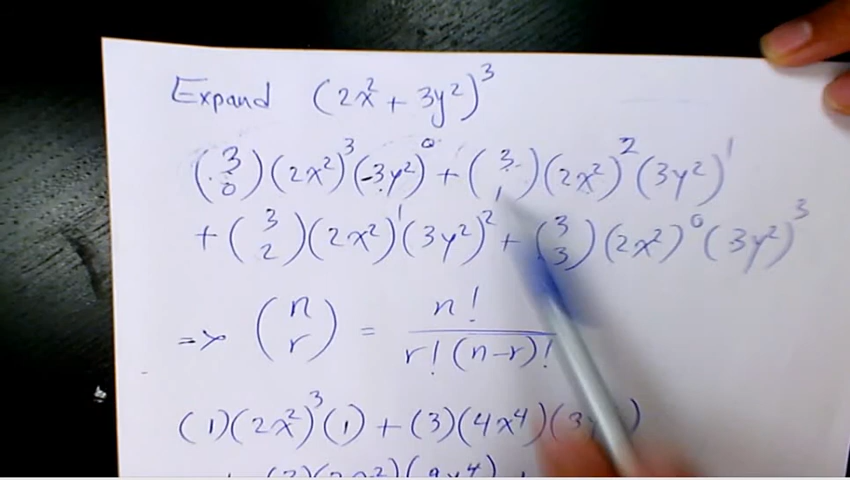 Expand (2x² + 3y²)³
(3 0)(2x²)³(-3y²)⁰ + (3 1)(2x²)²(3y²)¹
+ (3 2)(2x²)¹(3y²)² + (3 3)(2x²)⁰(3y²)³
=> (n r) = n! / r!(n-r)!
(1)(2x²)³(1) + (3)(4x⁴)(3y )